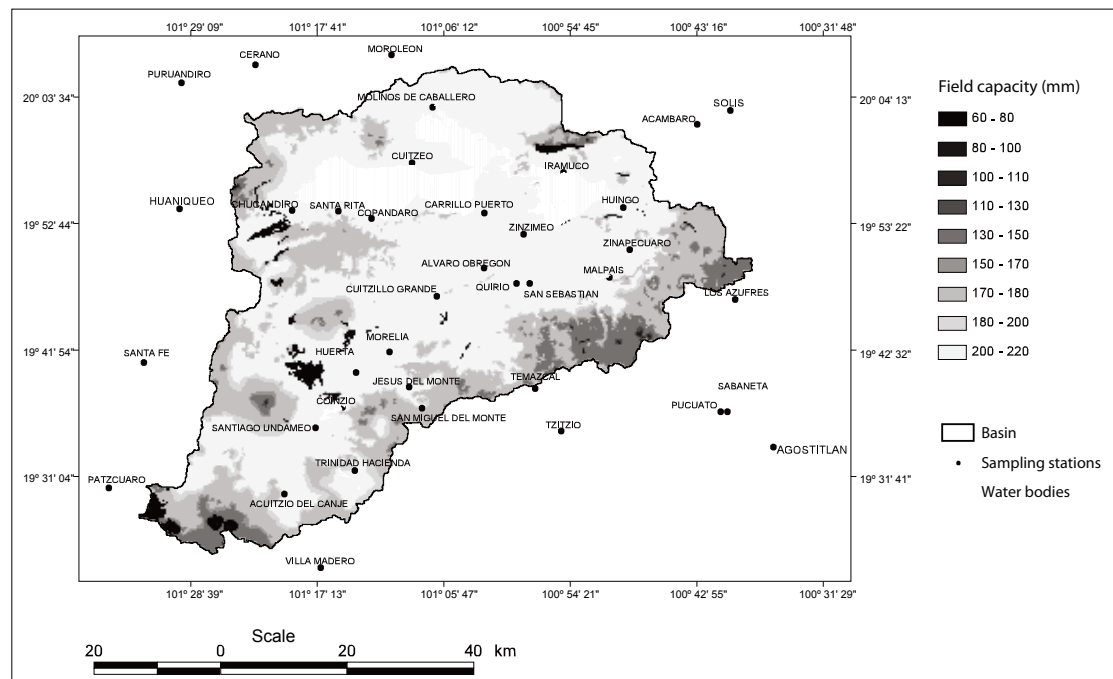 101° 29' 09" 101° 17' 41" 101° 06' 12" 100° 54' 45" 100° 43' 16" 100° 31' 48"
MOROLEON
CERANO
PURUANDIRO
20° 03' 34"
20° 04' 13"
MOLINOS DE CABALLERO
SOLIS
ACAMBARO
CUITZEO
IRAMUCO
HUANIQUEO
CHUCANDIRO
SANTA RITA
COPANDARO
CARRILLO PUERTO
HUINGO
19° 52' 44"
19° 53' 22"
ZINZIMEO
ZINAPECUARO
ALVARO OBREGON
MALPAIS
CUITZILLO GRANDE
QUIRIO
SAN SEBASTIAN
LOS AZUFRES
MORELIA
19° 41' 54"
19° 42' 32"
SANTA FE
HUERTA
JESUS DEL MONTE
TEMAZCAL
SABANETA
COINZIO
PUCUATO
SAN MIGUEL DEL MONTE
SANTIAGO UNDAMEO
TZITZIO
AGOSTITLAN
TRINIDAD HACIENDA
19° 31' 04"
19° 31' 41"
PATZCUARO
ACUITZIO DEL CANJE
VILLA MADERO
101° 28' 39" 101° 17' 13" 101° 05' 47" 100° 54' 21" 100° 42' 55" 100° 31' 29"
Scale
20 0 20 40 km
Field capacity (mm)
60 - 80
80 - 100
100 - 110
110 - 130
130 - 150
150 - 170
170 - 180
180 - 200
200 - 220
Basin
Sampling stations
Water bodies